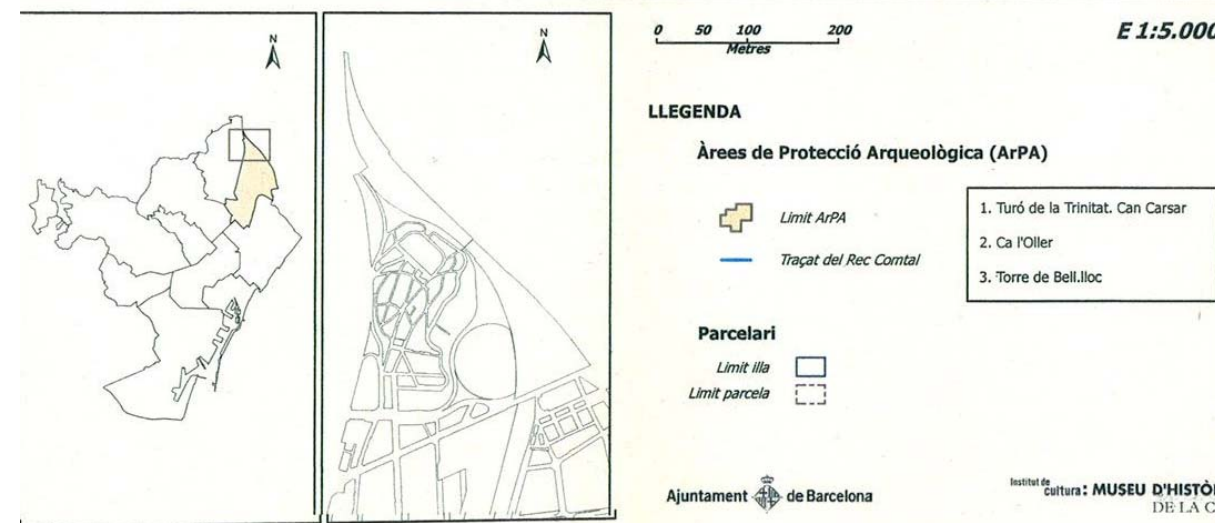 N
N
0 50 100 200
Metres
E 1:5.000
LLEGENDA
Àrees de Protecció Arqueològica (ArPA)
Limit ArPA
Traçat del Rec Comtal
1. Turó de la Trinitat. Can Carsar
2. Ca l'Oller
3. Torre de Bell.lloc
Parcelari
Limit illa
Limit parcela
Ajuntament de Barcelona
Institut de cultura: MUSEU D'HISTÒ
DE LA C